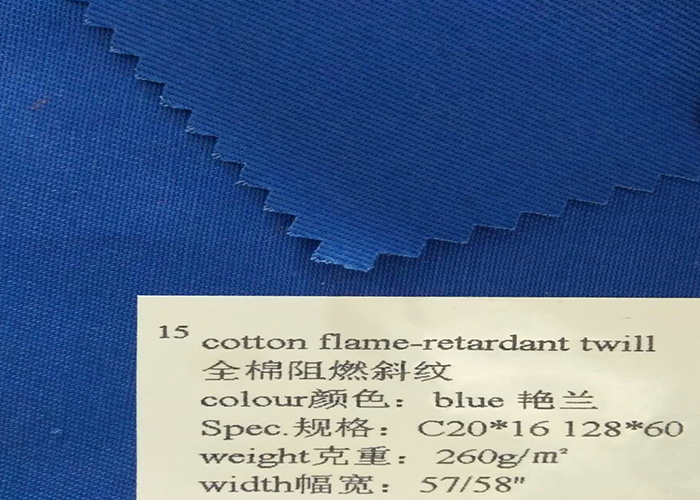 15 cotton flame-retardant twill
全棉阻燃斜纹
colour颜色： blue 艳兰
Spec.规格： C20*16 128*60
weight克重： 260g/㎡
width幅宽： 57/58"